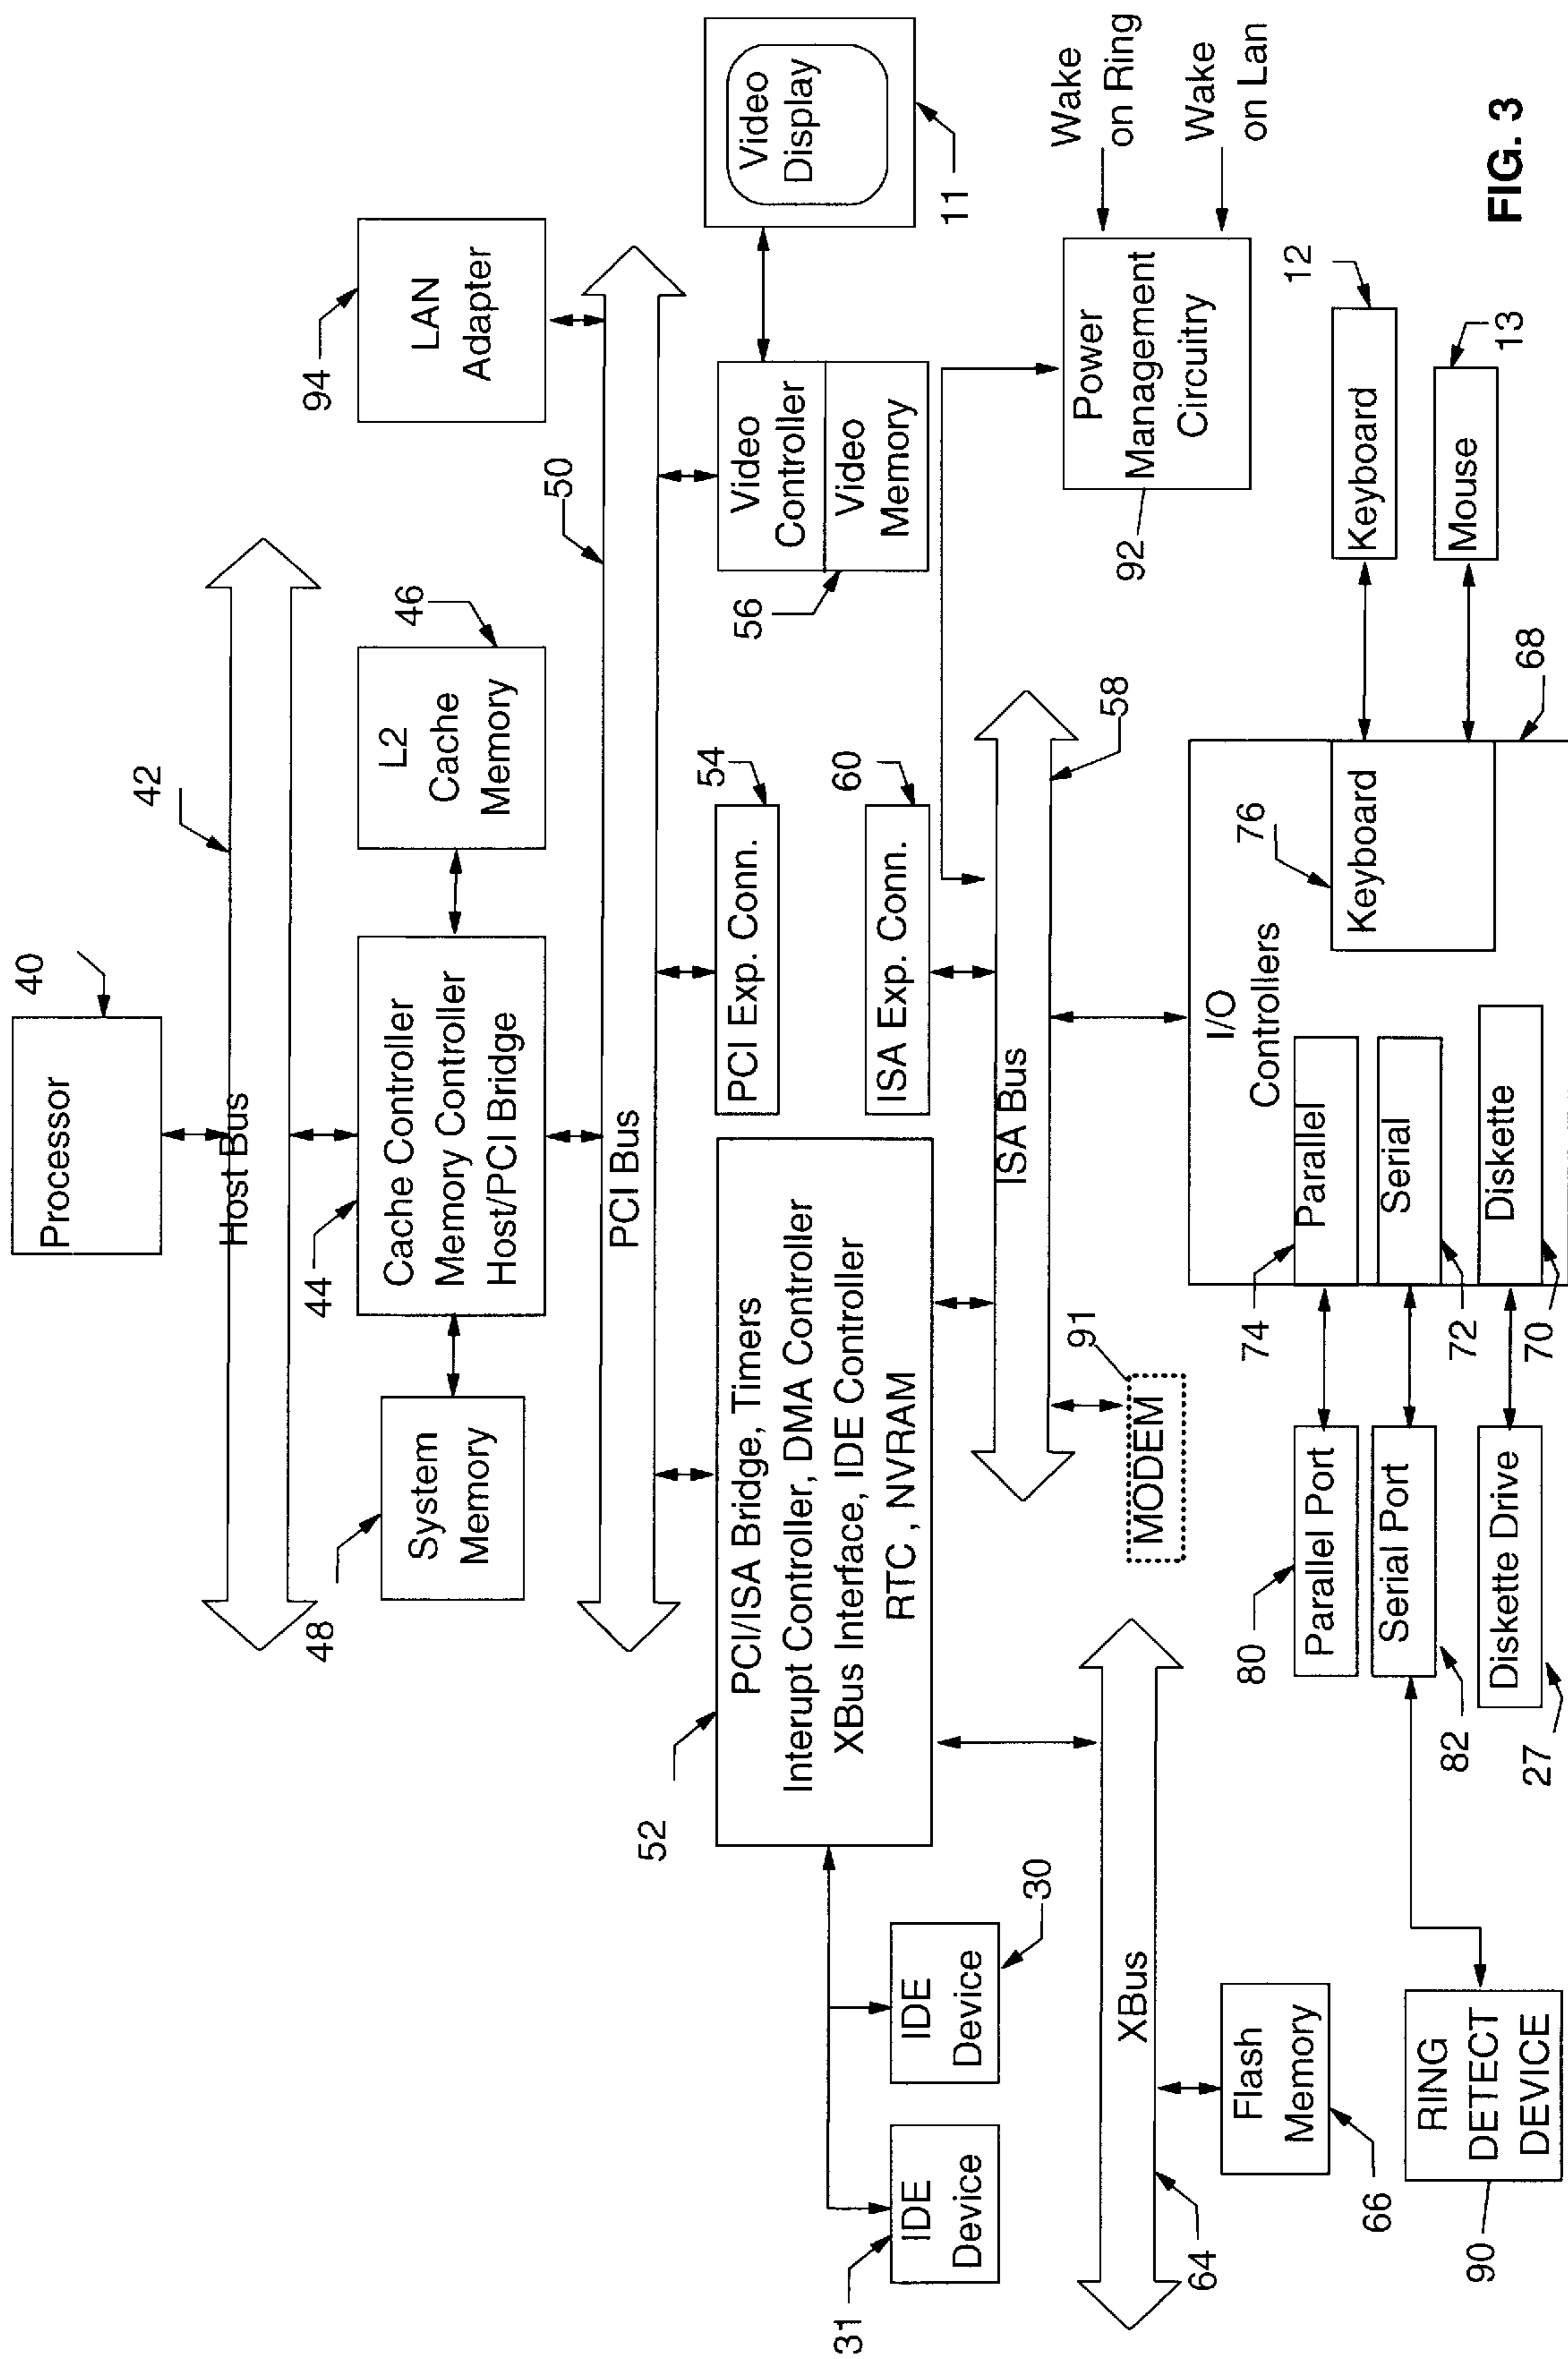 40
Processor
42
Host Bus
44
Cache Controller
Memory Controller
Host/PCI Bridge
L2
Cache
Memory
46
System
Memory
48
94
LAN
Adapter
50
PCI Bus
52
PCI/ISA Bridge, Timers
Interupt Controller, DMA Controller
XBus Interface, IDE Controller
RTC , NVRAM
PCI Exp. Conn.
54
ISA Exp. Conn.
60
56
Video
Controller
Video
Memory
Video
Display
11
31
IDE
Device
IDE
Device
30
ISA Bus
58
Power
Management
Circuitry
92
Wake
on Ring
Wake
on Lan
XBus
64
MODEM
91
Flash
Memory
66
I/O
Controllers
68
74
Parallel
Serial
72
Diskette
70
76
Keyboard
Keyboard
12
Mouse
13
80
Parallel Port
Serial Port
82
Diskette Drive
27
RING
DETECT
DEVICE
90
FIG. 3